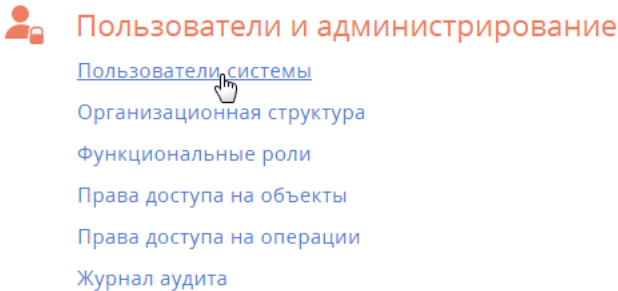 Пользователи и администрирование
Пользователи системы
Организационная структура
Функциональные роли
Права доступа на объекты
Права доступа на операции
Журнал аудита